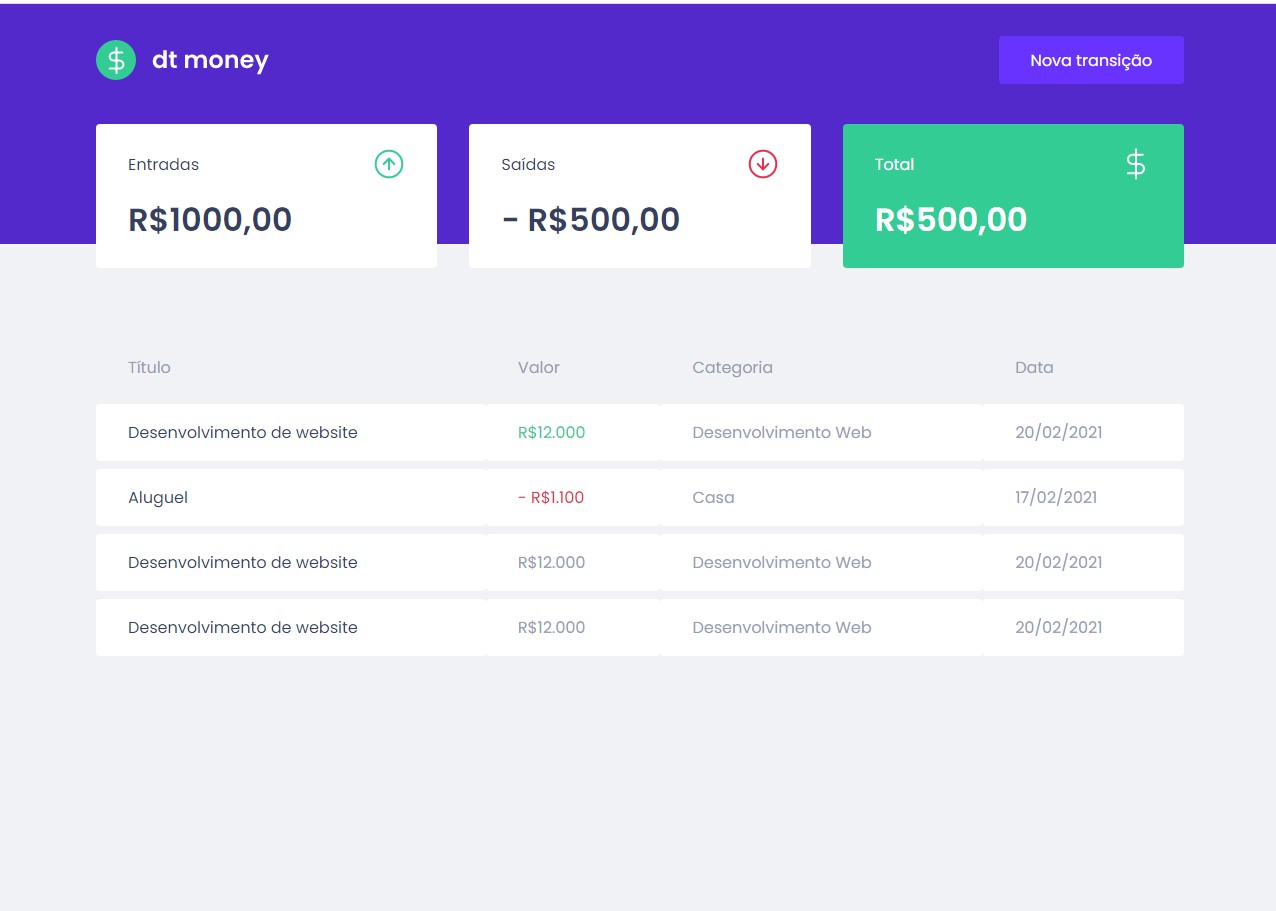 $ dt money
Nova transição
Entradas
Saídas
Total
$
R$1000,00
- R$500,00
R$500,00
Título Valor Categoria Data
Desenvolvimento de website R$12.000 Desenvolvimento Web 20/02/2021
Aluguel - R$1.100 Casa 17/02/2021
Desenvolvimento de website R$12.000 Desenvolvimento Web 20/02/2021
Desenvolvimento de website R$12.000 Desenvolvimento Web 20/02/2021